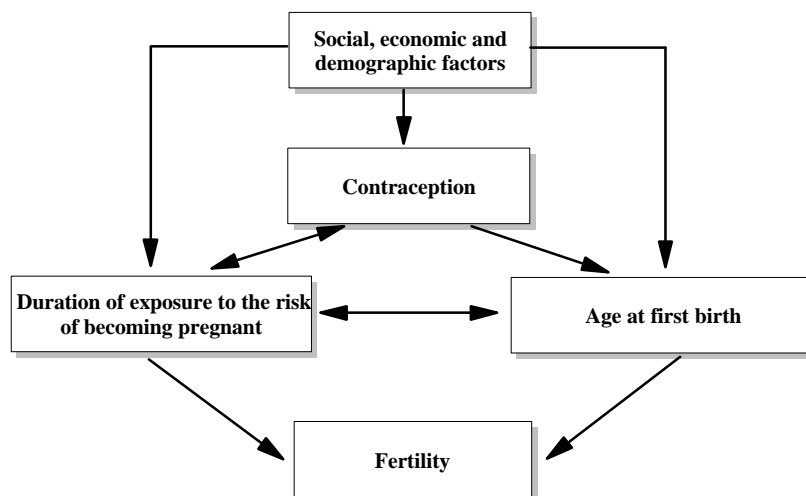 Social, economic and
demographic factors
Contraception
Duration of exposure to the risk
of becoming pregnant
Age at first birth
Fertility